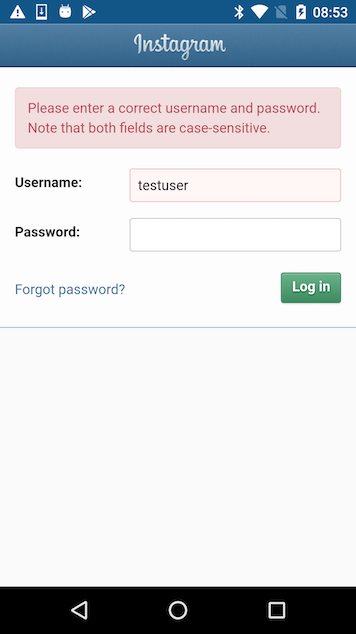 08:53
Instagram
Please enter a correct username and password.
Note that both fields are case-sensitive.
Username:
testuser
Password:
Forgot password?
Log in